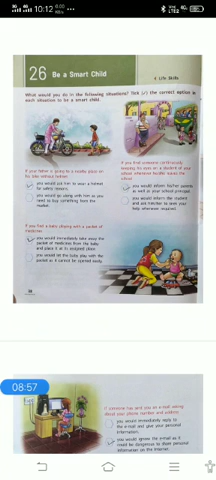 10:12
26 Be a Smart Child
Life Skills
What would you do in the following situations? Tick (✓) the correct option in
each situation to be a smart child.
If your father is going to a nearby place on
his bike without helmet
you would ask him to wear a helmet
for safety reasons.
you would go along with him as you
need to buy something from the
market.
If you find someone continuously
keeping his eyes on a student of your
school whenever he/she leaves the
school
you would inform his/her parents
as well as your school principal.
you would inform the student
and ask him/her to seek your
help whenever required.
If you find a baby playing with a packet of
medicines
you would immediately take away the
packet of medicines from the baby
and place it at its assigned place.
you would let the baby play with the
packet as it cannot be opened easily.
08:57
If someone has sent you an e-mail asking
about your phone number and address
you would immediately reply to
the e-mail and give your personal
information.
you would ignore the e-mail as it
could be dangerous to share personal
information on the internet.